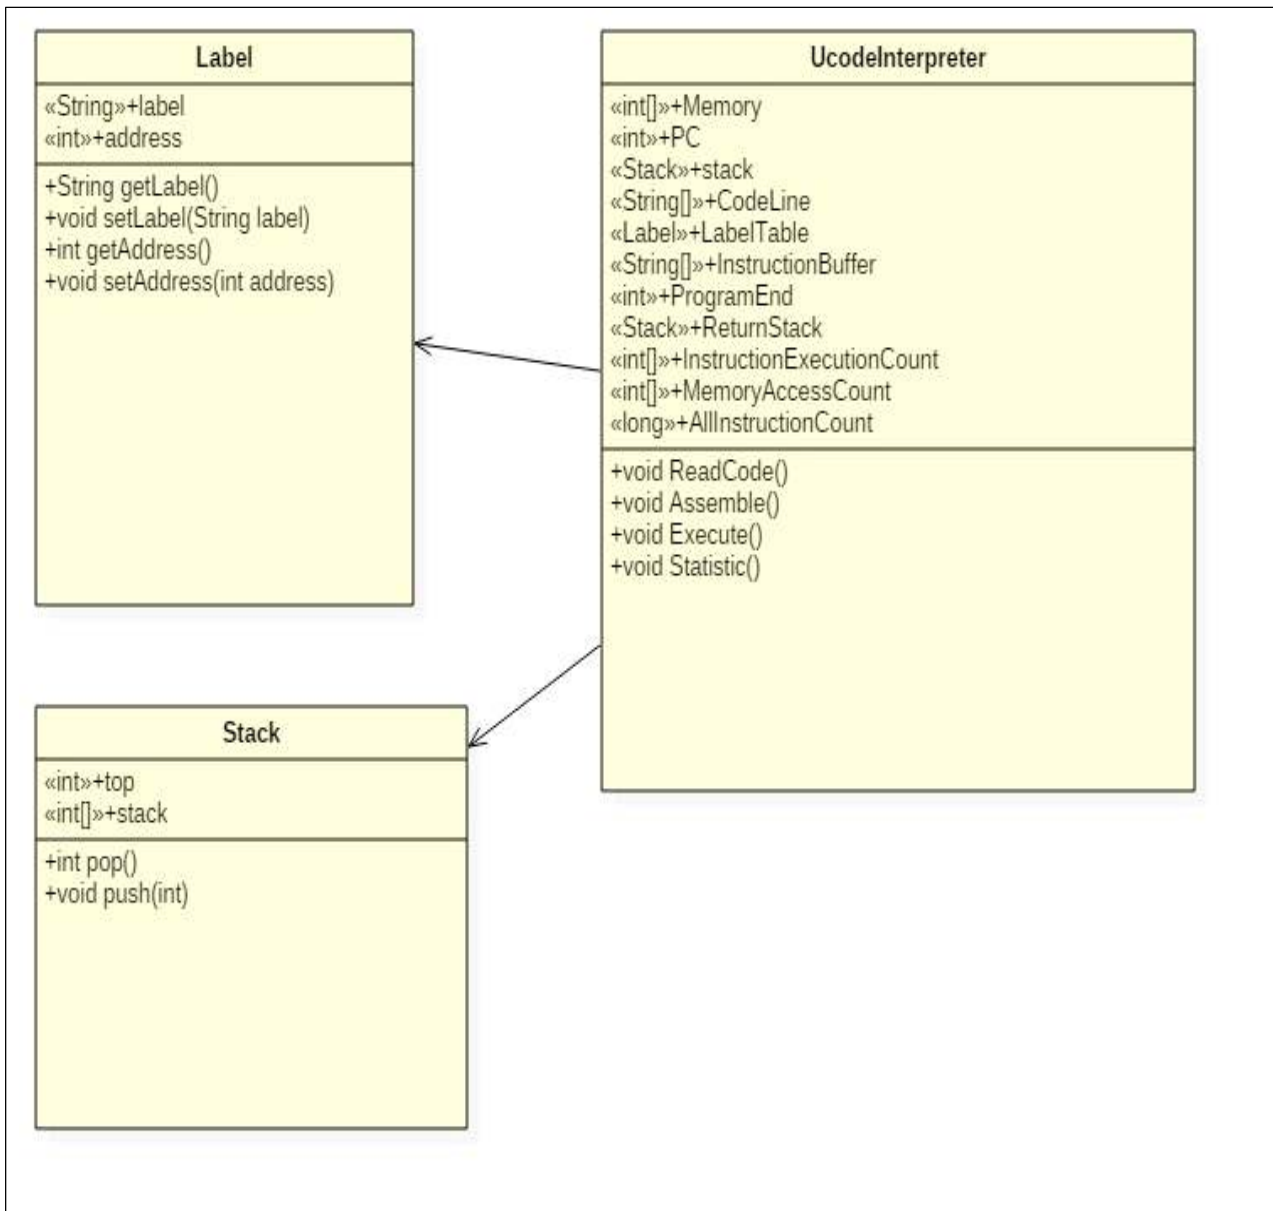 Label
«String»+label
«int»+address
+String getLabel()
+void setLabel(String label)
+int getAddress()
+void setAddress(int address)
UcodeInterpreter
«int[]»+Memory
«int»+PC
«Stack»+stack
«String[]»+CodeLine
«Label»+LabelTable
«String[]»+InstructionBuffer
«int»+ProgramEnd
«Stack»+ReturnStack
«int[]»+InstructionExecutionCount
«int[]»+MemoryAccessCount
«long»+AllInstructionCount
+void ReadCode()
+void Assemble()
+void Execute()
+void Statistic()
Stack
«int»+top
«int[]»+stack
+int pop()
+void push(int)